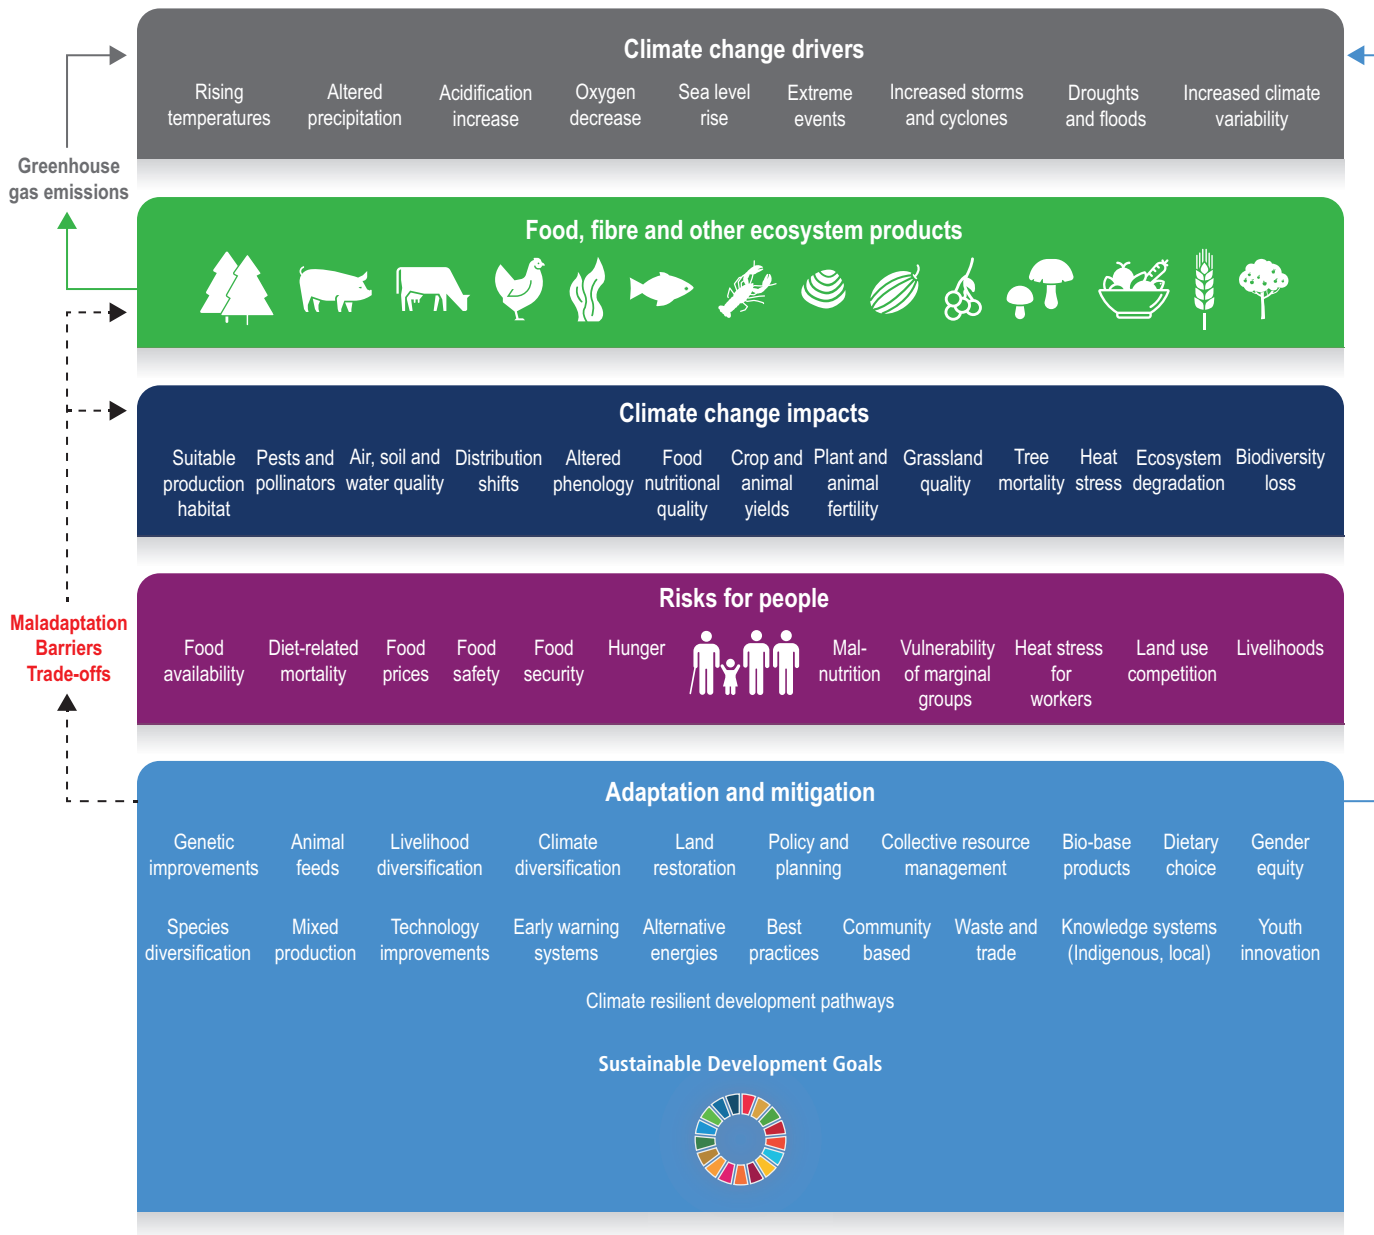 Climate change drivers
Rising temperatures
Altered precipitation
Acidification increase
Oxygen decrease
Sea level rise
Extreme events
Increased storms and cyclones
Droughts and floods
Increased climate variability
Greenhouse gas emissions
Food, fibre and other ecosystem products
Climate change impacts
Suitable production habitat
Pests and pollinators
Air, soil and water quality
Distribution shifts
Altered phenology
Food nutritional quality
Crop and animal yields
Plant and animal fertility
Grassland quality
Tree mortality
Heat stress
Ecosystem degradation
Biodiversity loss
Risks for people
Maladaptation
Barriers
Trade-offs
Food availability
Diet-related mortality
Food prices
Food safety
Food security
Hunger
Mal-
nutrition
Vulnerability of marginal groups
Heat stress for workers
Land use competition
Livelihoods
Adaptation and mitigation
Genetic improvements
Animal feeds
Livelihood diversification
Climate diversification
Land restoration
Policy and planning
Collective resource management
Bio-base products
Dietary choice
Gender equity
Species diversification
Mixed production
Technology improvements
Early warning systems
Alternative energies
Best practices
Community based
Waste and trade
Knowledge systems (Indigenous, local)
Youth innovation
Climate resilient development pathways
Sustainable Development Goals